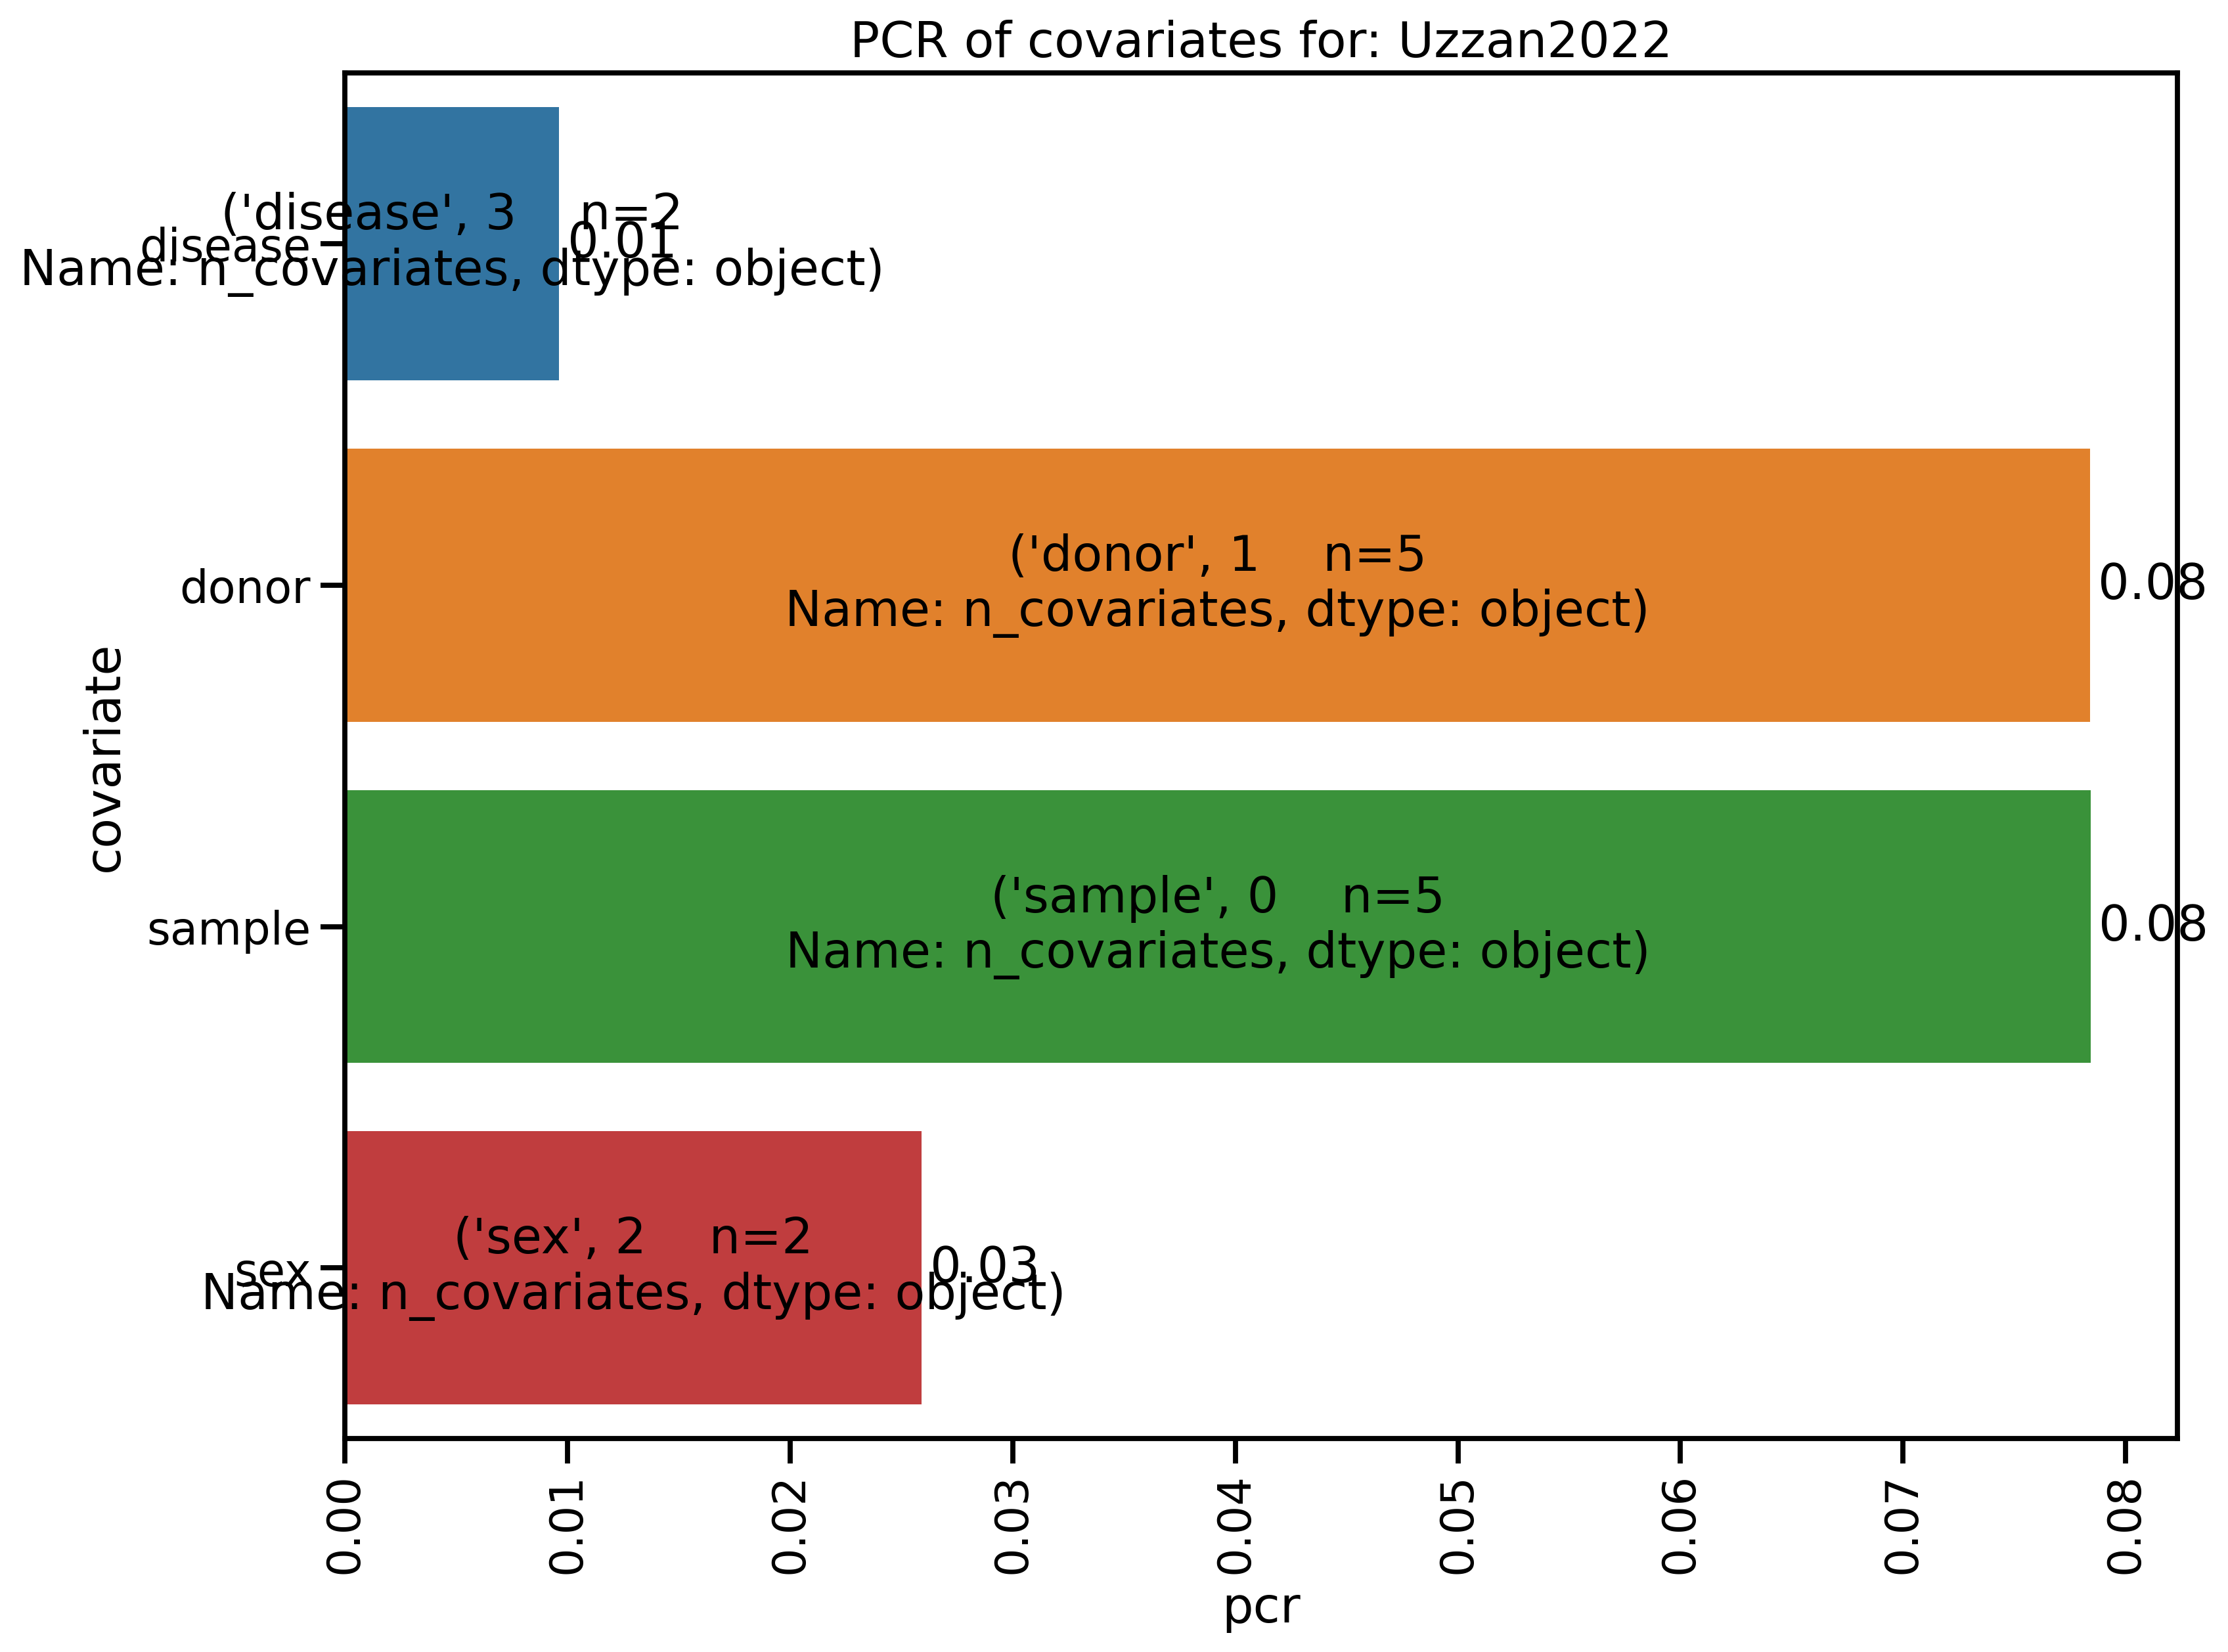 PCR of covariates for: Uzzan2022
('disease', 3    n=2
Name: n_covariates, dtype: object)
0.01
disease
('donor', 1    n=5
Name: n_covariates, dtype: object)
0.08
donor
('sample', 0    n=5
Name: n_covariates, dtype: object)
0.08
sample
('sex', 2    n=2
Name: n_covariates, dtype: object)
0.03
sex
covariate
0.00
0.01
0.02
0.03
0.04
0.05
0.06
0.07
0.08
pcr